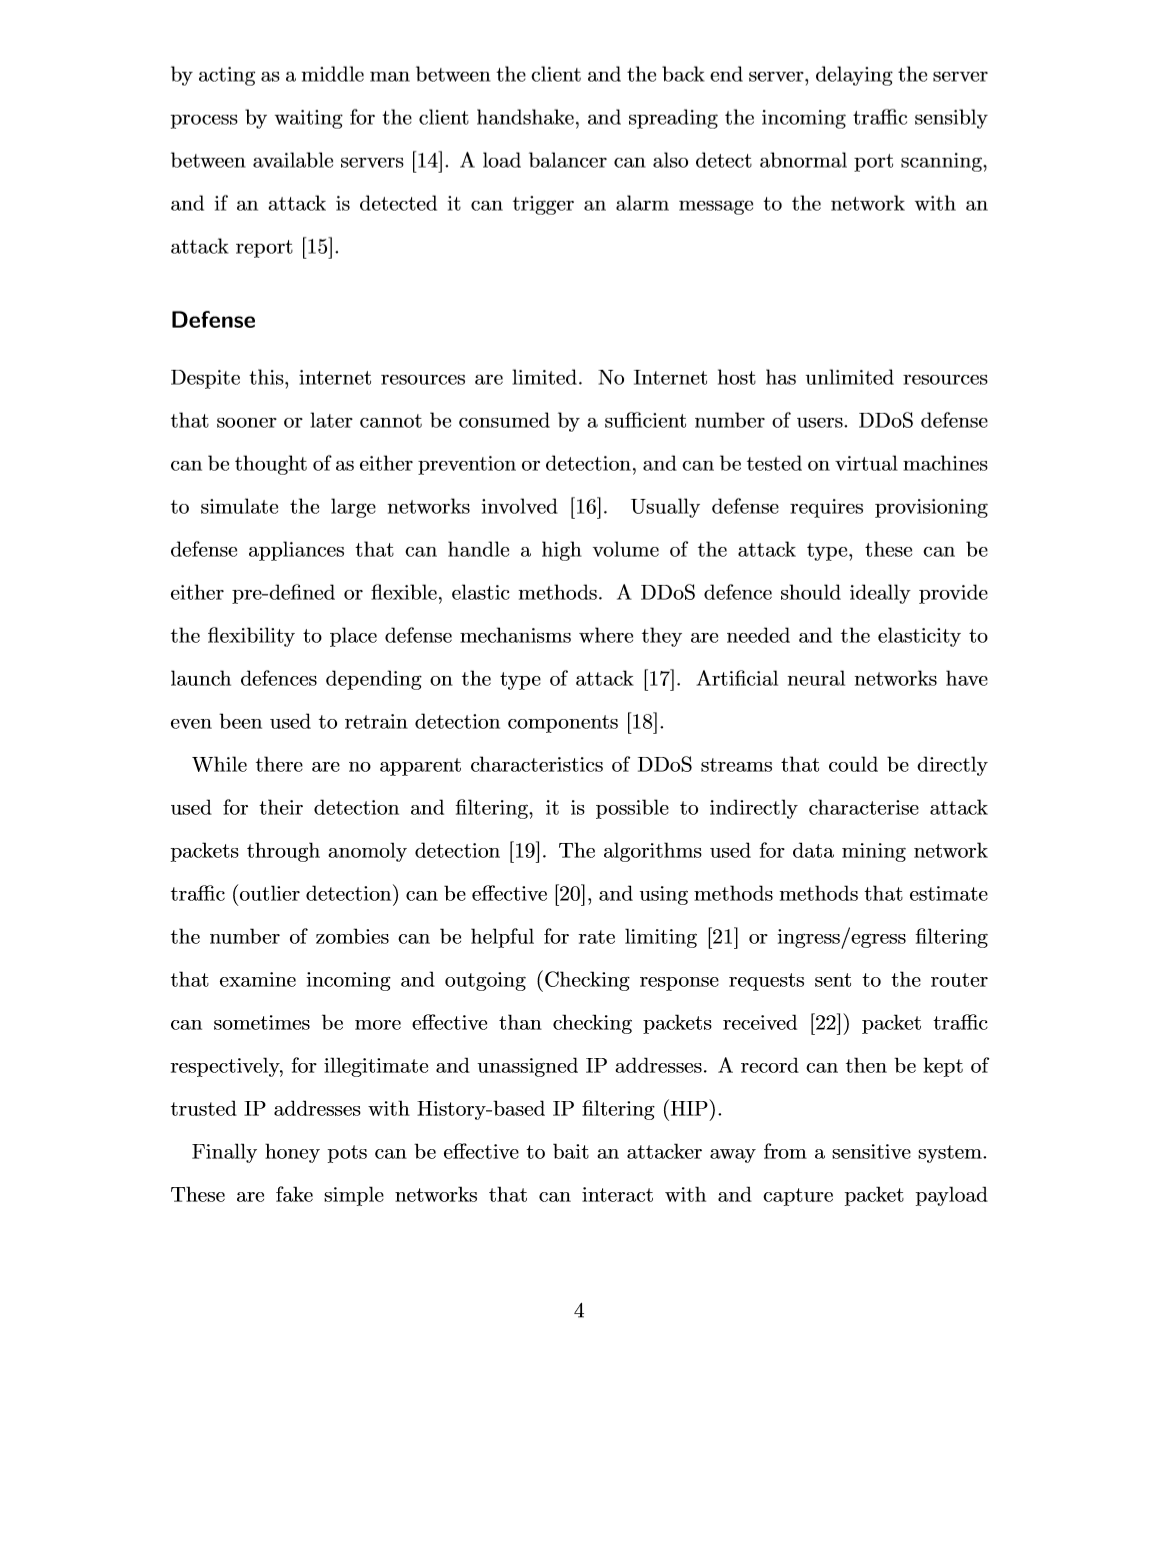 by acting as a middle man between the client and the back end server, delaying the server
process by waiting for the client handshake, and spreading the incoming traffic sensibly
between available servers [14]. A load balancer can also detect abnormal port scanning,
and if an attack is detected it can trigger an alarm message to the network with an
attack report [15].
Defense
Despite this, internet resources are limited. No Internet host has unlimited resources
that sooner or later cannot be consumed by a sufficient number of users. DDoS defense
can be thought of as either prevention or detection, and can be tested on virtual machines
to simulate the large networks involved [16]. Usually defense requires provisioning
defense appliances that can handle a high volume of the attack type, these can be
either pre-defined or flexible, elastic methods. A DDoS defence should ideally provide
the flexibility to place defense mechanisms where they are needed and the elasticity to
launch defences depending on the type of attack [17]. Artificial neural networks have
even been used to retrain detection components [18].
While there are no apparent characteristics of DDoS streams that could be directly
used for their detection and filtering, it is possible to indirectly characterise attack
packets through anomoly detection [19]. The algorithms used for data mining network
traffic (outlier detection) can be effective [20], and using methods methods that estimate
the number of zombies can be helpful for rate limiting [21] or ingress/egress filtering
that examine incoming and outgoing (Checking response requests sent to the router
can sometimes be more effective than checking packets received [22]) packet traffic
respectively, for illegitimate and unassigned IP addresses. A record can then be kept of
trusted IP addresses with History-based IP filtering (HIP).
Finally honey pots can be effective to bait an attacker away from a sensitive system.
These are fake simple networks that can interact with and capture packet payload
4